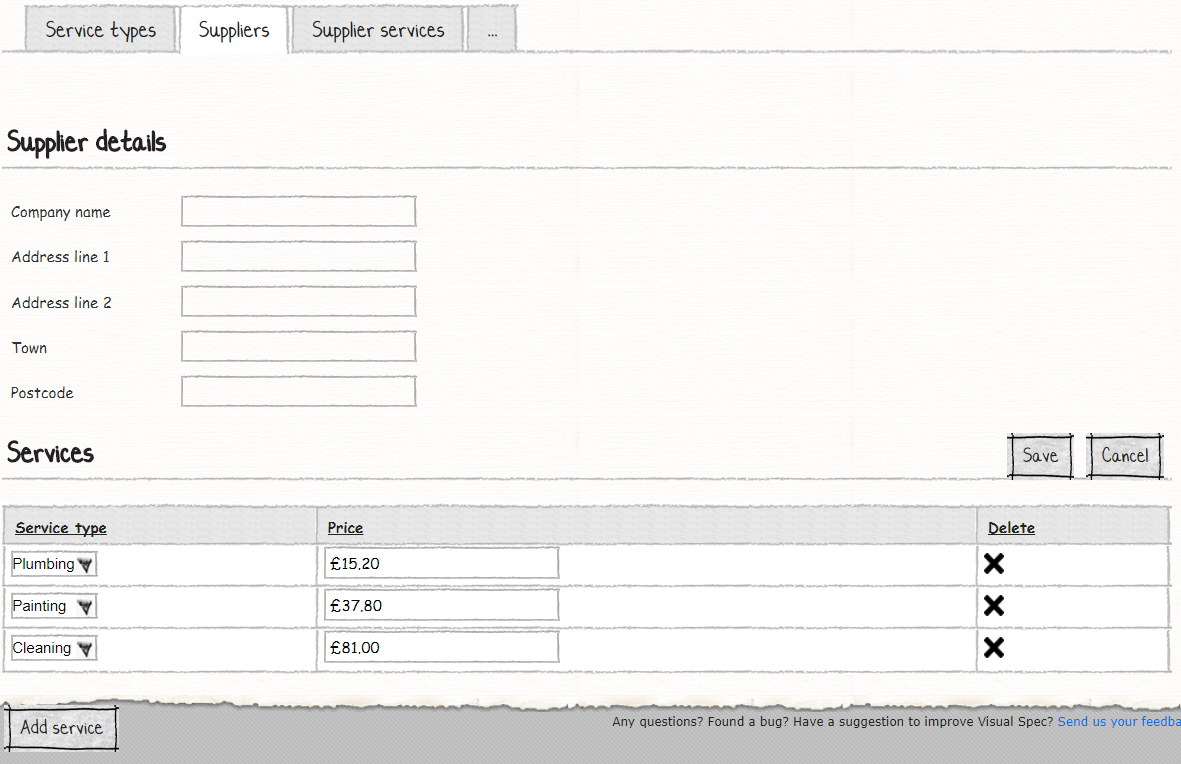 Service types Suppliers Supplier services ...
Supplier details
Company name
Address line 1
Address line 2
Town
Postcode
Services Save Cancel
Service type Price Delete
Plumbing £15.20
Painting £37.80
Cleaning £81.00
Add service Any questions? Found a bug? Have a suggestion to improve Visual Spec? Send us your feedba